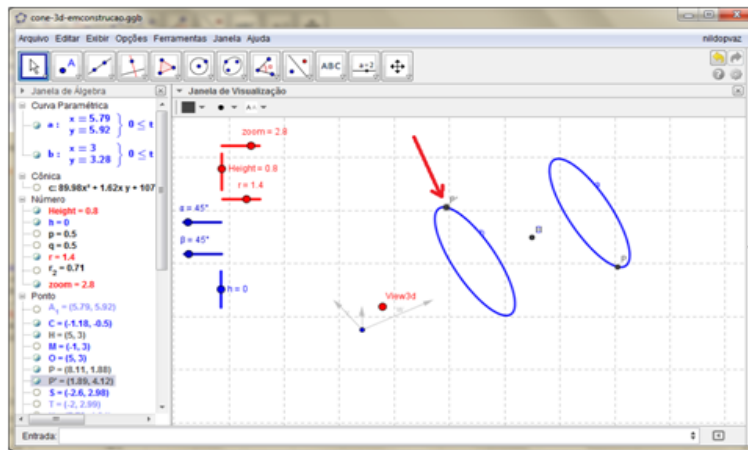 cone-3d-emconstrucao.ggb
Arquivo Editar Exibir Opções Ferramentas Janela Ajuda
nildopvaz
ABC
a=2
Janela de Álgebra
Janela de Visualização
Curva Paramétrica
a: x = 5.79
y = 5.92
0 ≤ t
b: x = 3
y = 3.28
0 ≤ t
Cônica
c: 89.98x² + 1.62x y + 107
Número
Height = 0.8
h = 0
p = 0.5
q = 0.5
r = 1.4
r₂ = 0.71
zoom = 2.8
Ponto
A₁ = (5.79, 5.92)
C = (-1.18, -0.5)
H = (5, 3)
M = (-1, 3)
O = (5, 3)
P = (8.11, 1.88)
P' = (1.89, 4.12)
S = (-2.6, 2.98)
T = (-2, 2.99)
zoom = 2.8
Height = 0.8
r = 1.4
α = 45°
β = 45°
h = 0
View3d
P'
P
Entrada: